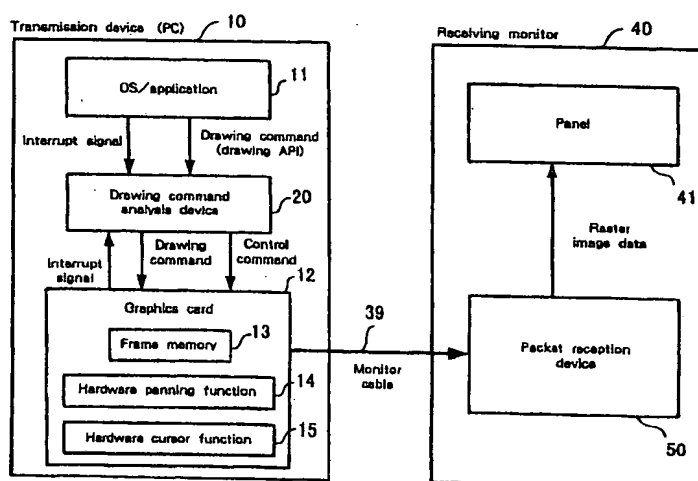 Transmission device (PC)
10
OS/application
11
Interrupt signal
Drawing command
(drawing API)
Drawing command
analysis device
20
Interrupt
signal
Drawing
command
Control
command
12
Graphics card
Frame memory
13
Hardware panning function
14
Hardware cursor function
15
39
Monitor
cable
Receiving monitor
40
Panel
41
Raster
image data
Packet reception
device
50